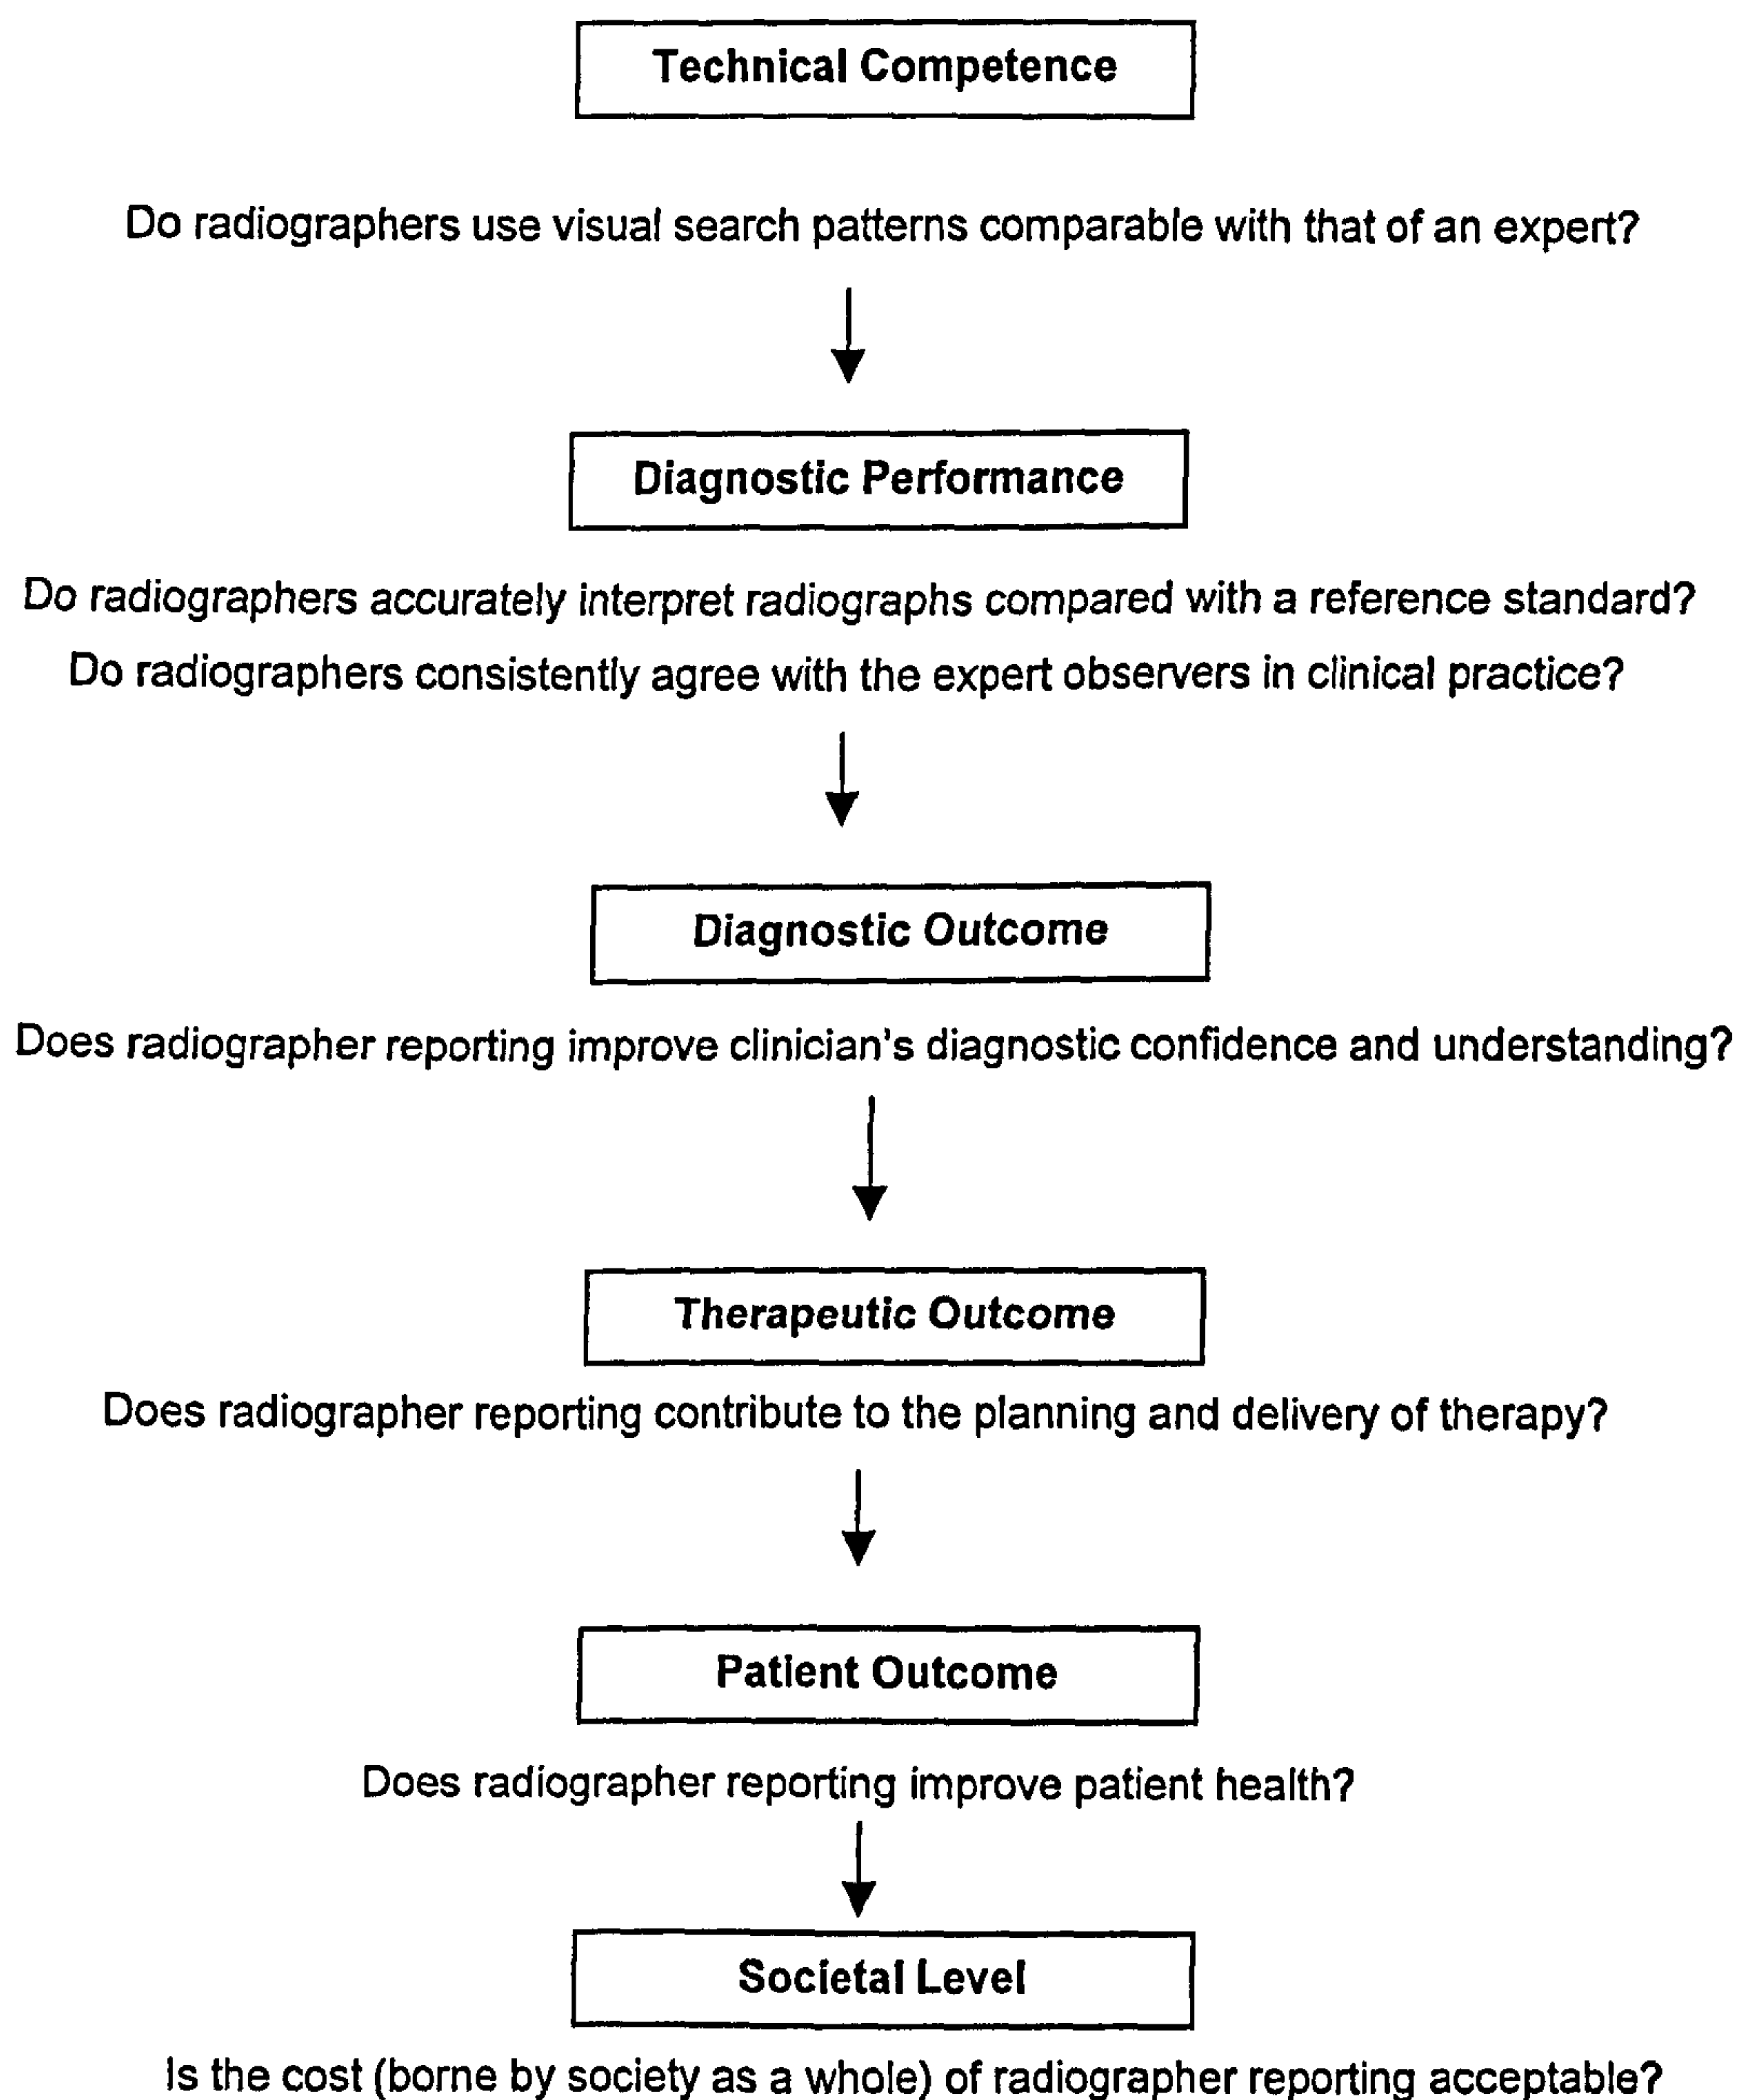 Technical Competence
Do radiographers use visual search patterns comparable with that of an expert?
Diagnostic Performance
Do radiographers accurately interpret radiographs compared with a reference standard?
Do radiographers consistently agree with the expert observers in clinical practice?
Diagnostic Outcome
Does radiographer reporting improve clinician's diagnostic confidence and understanding?
Therapeutic Outcome
Does radiographer reporting contribute to the planning and delivery of therapy?
Patient Outcome
Does radiographer reporting improve patient health?
Societal Level
Is the cost (borne by society as a whole) of radiographer reporting acceptable?